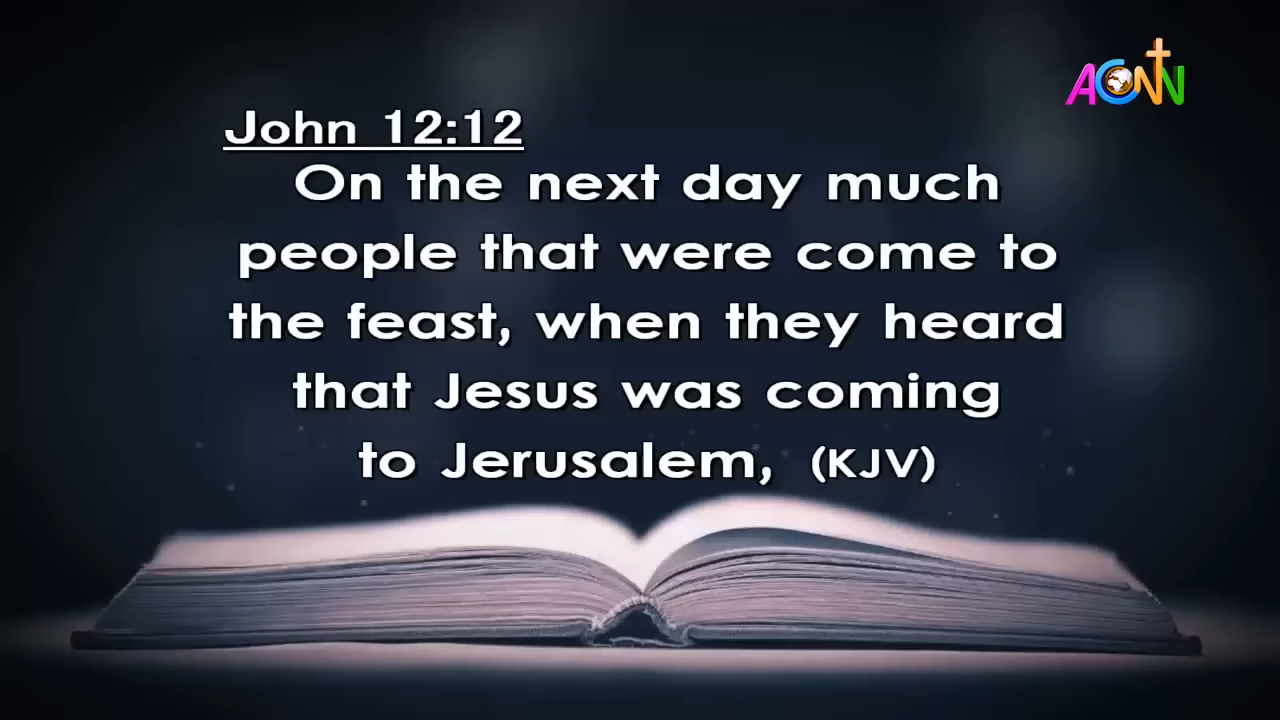 ACNN
John 12:12
On the next day much
people that were come to
the feast, when they heard
that Jesus was coming
to Jerusalem, (KJV)